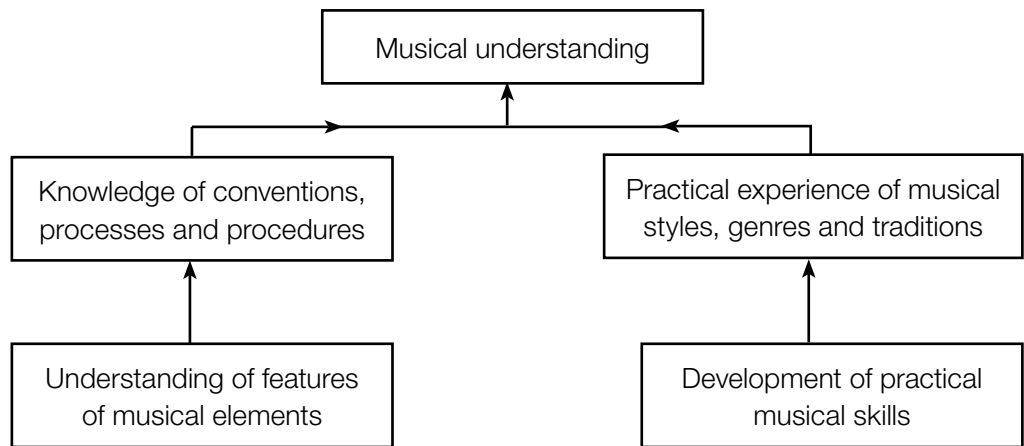 Musical understanding
Knowledge of conventions,
processes and procedures
Practical experience of musical
styles, genres and traditions
Understanding of features
of musical elements
Development of practical
musical skills